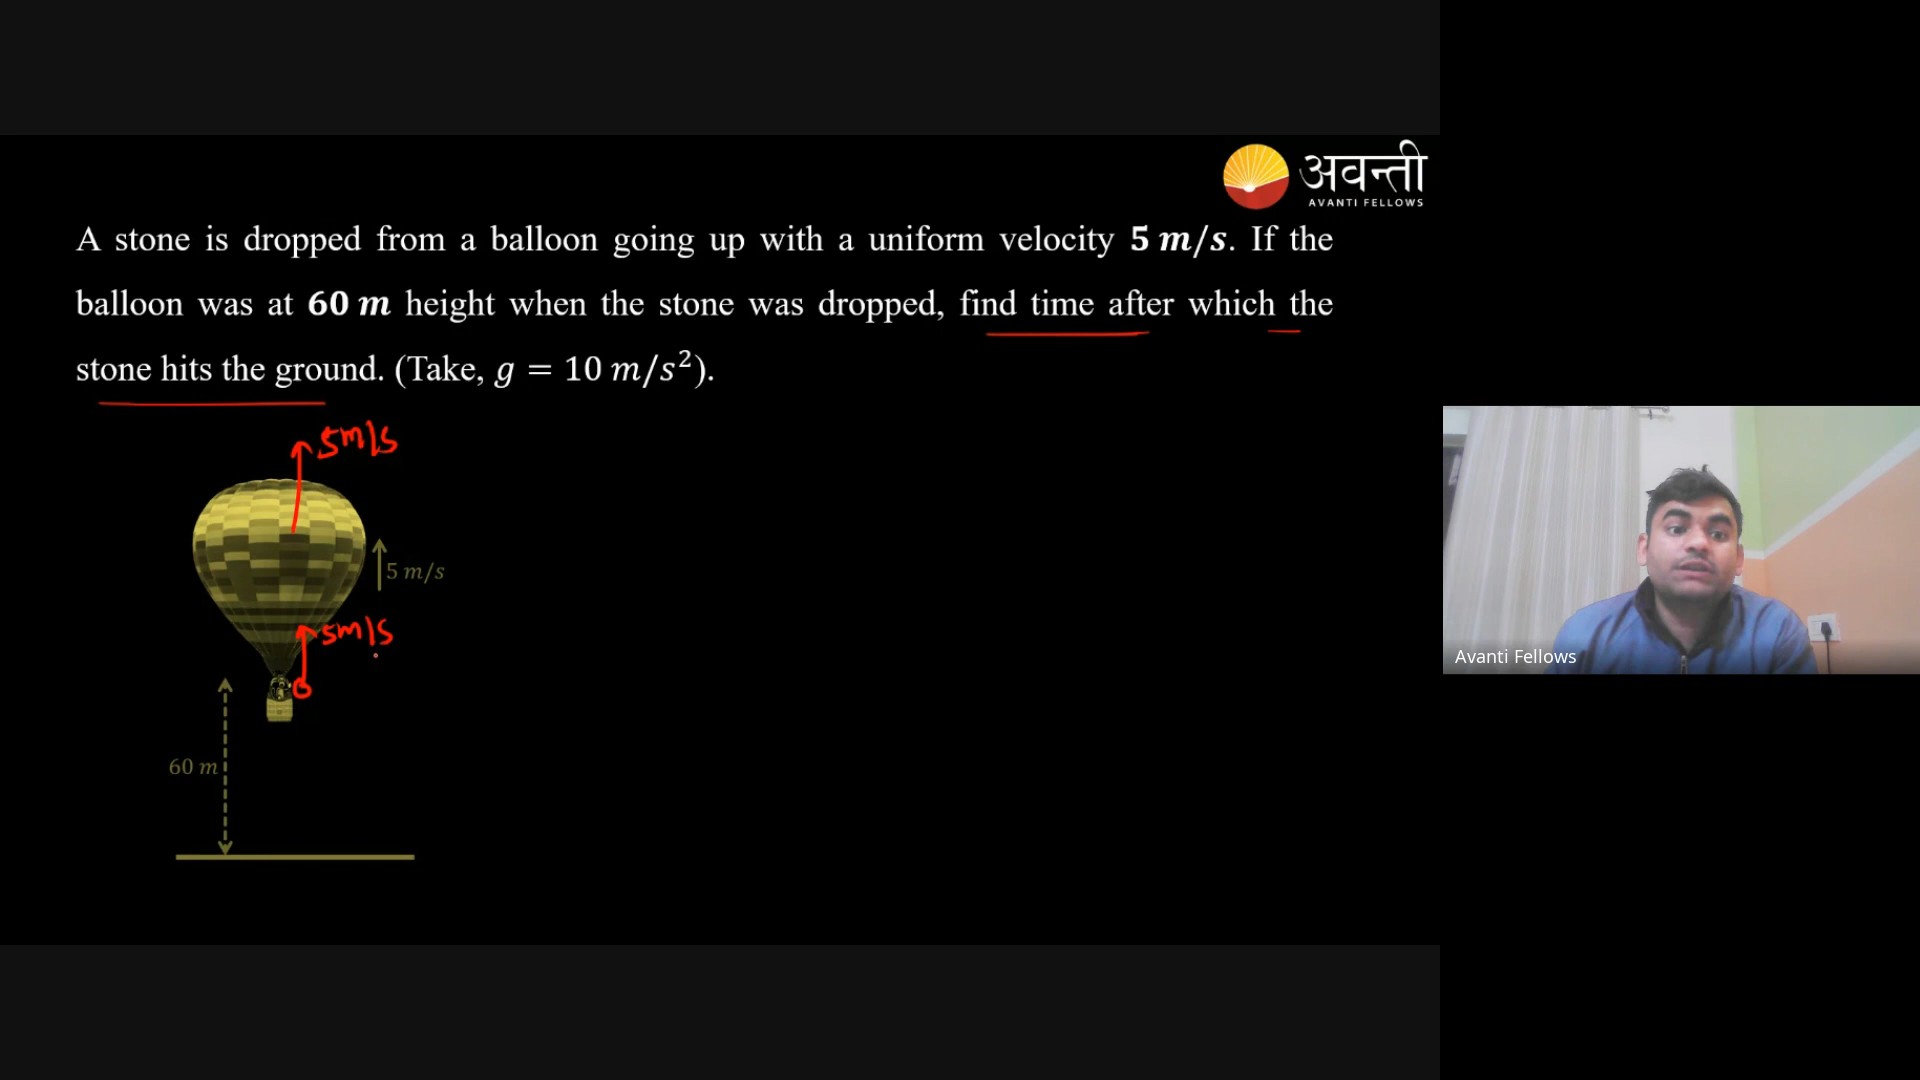 अवन्ती
AVANTI FELLOWS
A stone is dropped from a balloon going up with a uniform velocity 5 m/s. If the
balloon was at 60 m height when the stone was dropped, find time after which the
stone hits the ground. (Take, g = 10 m/s²).
5m/s
5 m/s
5m/s
60 m
Avanti Fellows